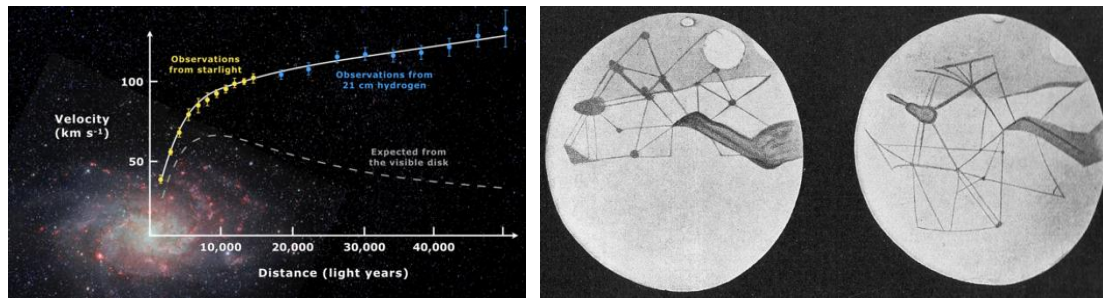 Observations
from starlight
100
Observations from
21 cm hydrogen
Velocity
(km s⁻¹)
Expected from
the visible disk
50
10,000
20,000
30,000
40,000
Distance (light years)